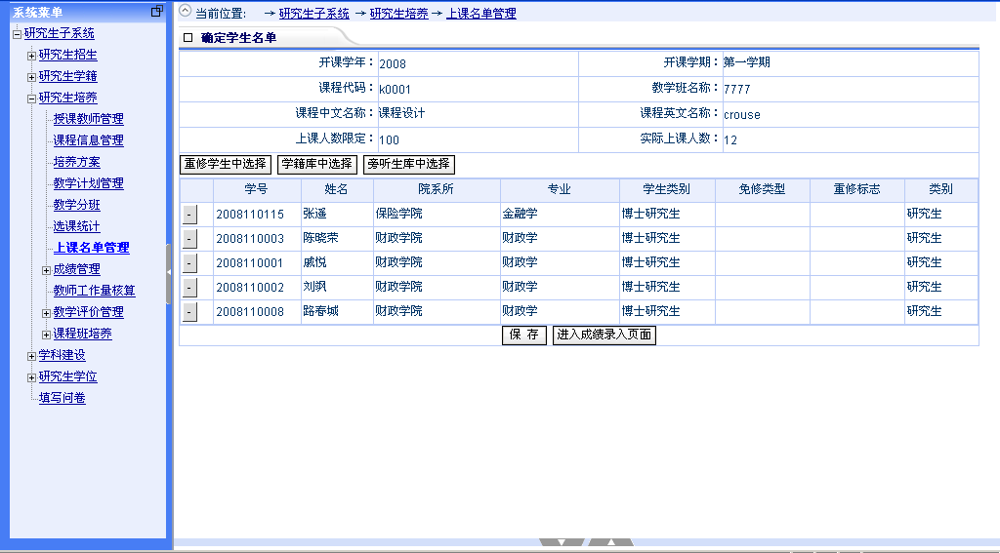 系统菜单
研究生子系统
研究生招生
研究生学籍
研究生培养
授课教师管理
课程信息管理
培养方案
教学计划管理
教学分班
选课统计
上课名单管理
成绩管理
教师工作量核算
教学评价管理
课程班培养
学科建设
研究生学位
填写问卷
当前位置: →研究生子系统 →研究生培养 →上课名单管理
确定学生名单
开课学年: 2008 开课学期: 第一学期
课程代码: k0001 教学班名称: 7777
课程中文名称: 课程设计 课程英文名称: crouse
上课人数限定: 100 实际上课人数: 12
重修学生中选择 学籍库中选择 旁听生库中选择
学号 姓名 院系所 专业 学生类别 免修类型 重修标志 类别
- 2008110115 张遥 保险学院 金融学 博士研究生 研究生
- 2008110003 陈晓荣 财政学院 财政学 博士研究生 研究生
- 2008110001 戚悦 财政学院 财政学 博士研究生 研究生
- 2008110002 刘飒 财政学院 财政学 博士研究生 研究生
- 2008110008 路春城 财政学院 财政学 博士研究生 研究生
保 存 进入成绩录入页面